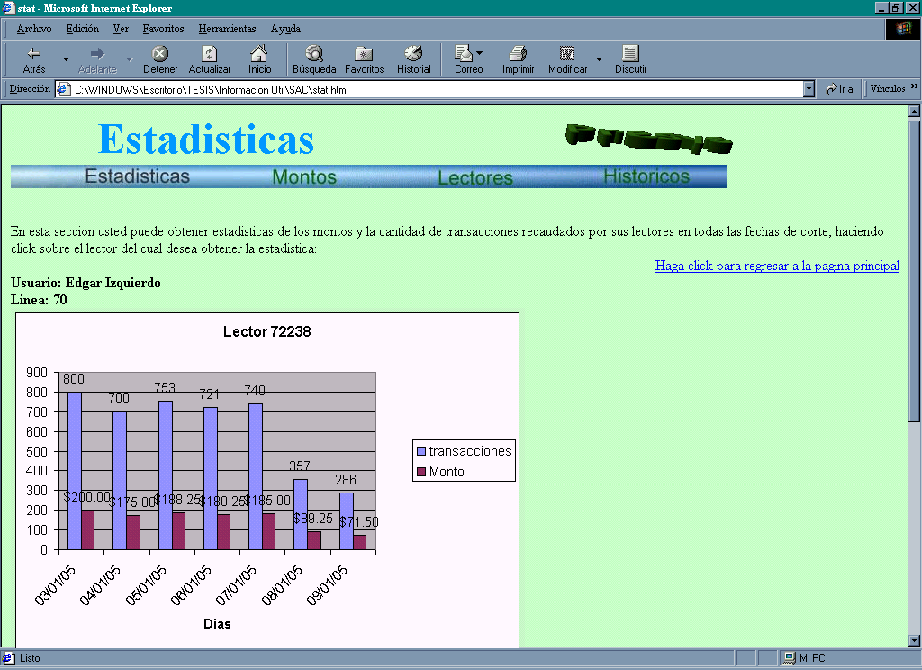 stat - Microsoft Internet Explorer
Archivo Edición Ver Favoritos Herramientas Ayuda
Atrás Adelante Detener Actualizar Inicio Búsqueda Favoritos Historial Correo Imprimir Modificar Discutir
Dirección C:\WINDOWS\Escritorio\TESIS\Informacion Util\SAC\stat.htm Ir a Vínculos »
Estadisticas
Estadisticas Montos Lectores Historicos
En esta seccion usted puede obtener estadisticas de los montos y la cantidad de transacciones recaudados por sus lectores en todas las fechas de corte, haciendo
click sobre el lector del cual desea obtener la estadistica:
Haga click para regresar a la pagina principal
Usuario: Edgar Izquierdo
Linea: 70
Lector 72238
900
800
700
600
500
400
300
200
100
0
800 700 753 721 740 357 286
$200.00 $175.00 $188.25 $180.25 $185.00 $71.50
03/01/05 04/01/05 05/01/05 06/01/05 07/01/05 08/01/05 09/01/05
Dias
transacciones
Monto
Listo Mi PC